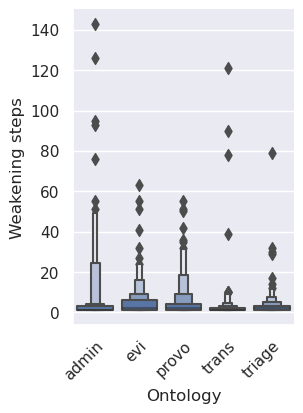 Weakening steps
140
120
100
80
60
40
20
0
admin
evi
provo
trans
triage
Ontology